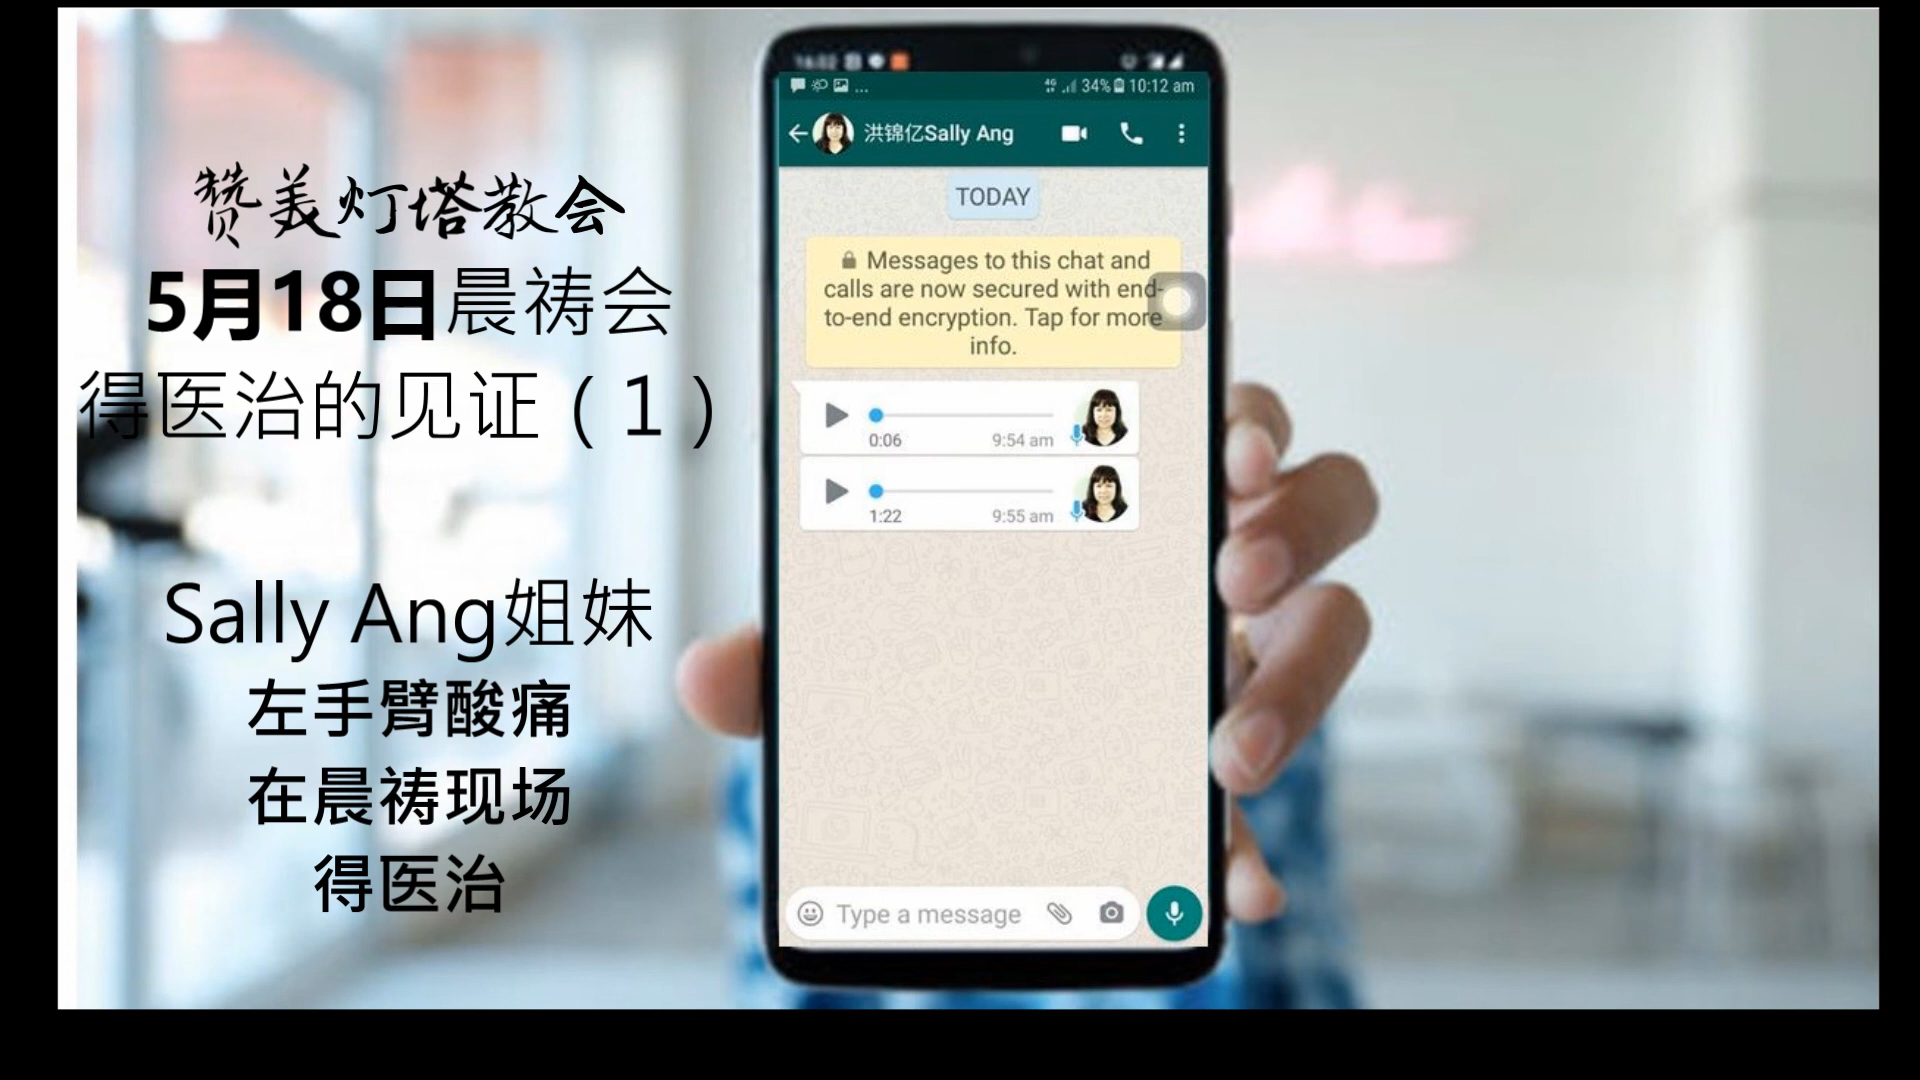 赞美灯塔教会
5月18日晨祷会
得医治的见证（1）
Sally Ang姐妹
左手臂酸痛
在晨祷现场
得医治
16:02
... 4G 34% 10:12 am
洪锦亿Sally Ang
TODAY
Messages to this chat and
calls are now secured with end-
to-end encryption. Tap for more
info.
0:06 9:54 am
1:22 9:55 am
Type a message